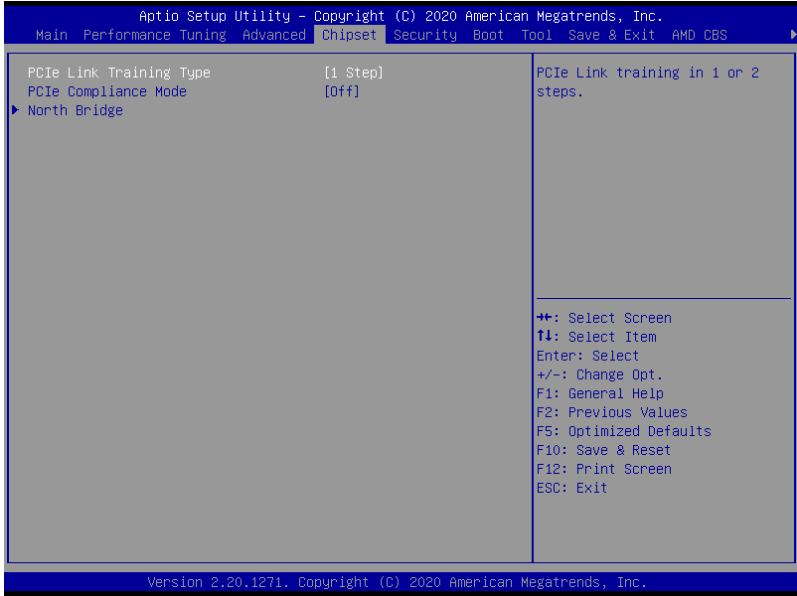 Aptio Setup Utility – Copyright (C) 2020 American Megatrends, Inc.
Main Performance Tuning Advanced Chipset Security Boot Tool Save & Exit AMD CBS
PCIe Link Training Type [1 Step]
PCIe Compliance Mode [Off]
North Bridge
PCIe Link training in 1 or 2
steps.
→←: Select Screen
↑↓: Select Item
Enter: Select
+/-: Change Opt.
F1: General Help
F2: Previous Values
F5: Optimized Defaults
F10: Save & Reset
F12: Print Screen
ESC: Exit
Version 2.20.1271. Copyright (C) 2020 American Megatrends, Inc.